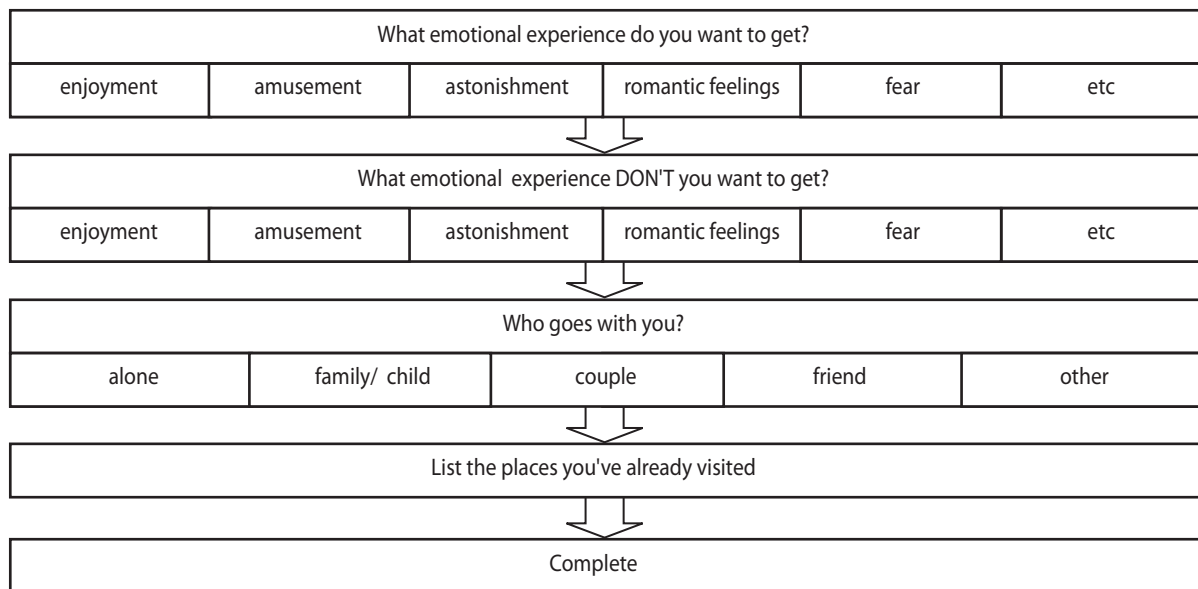 What emotional experience do you want to get?
enjoyment amusement astonishment romantic feelings fear etc
What emotional experience DON'T you want to get?
enjoyment amusement astonishment romantic feelings fear etc
Who goes with you?
alone family/ child couple friend other
List the places you've already visited
Complete